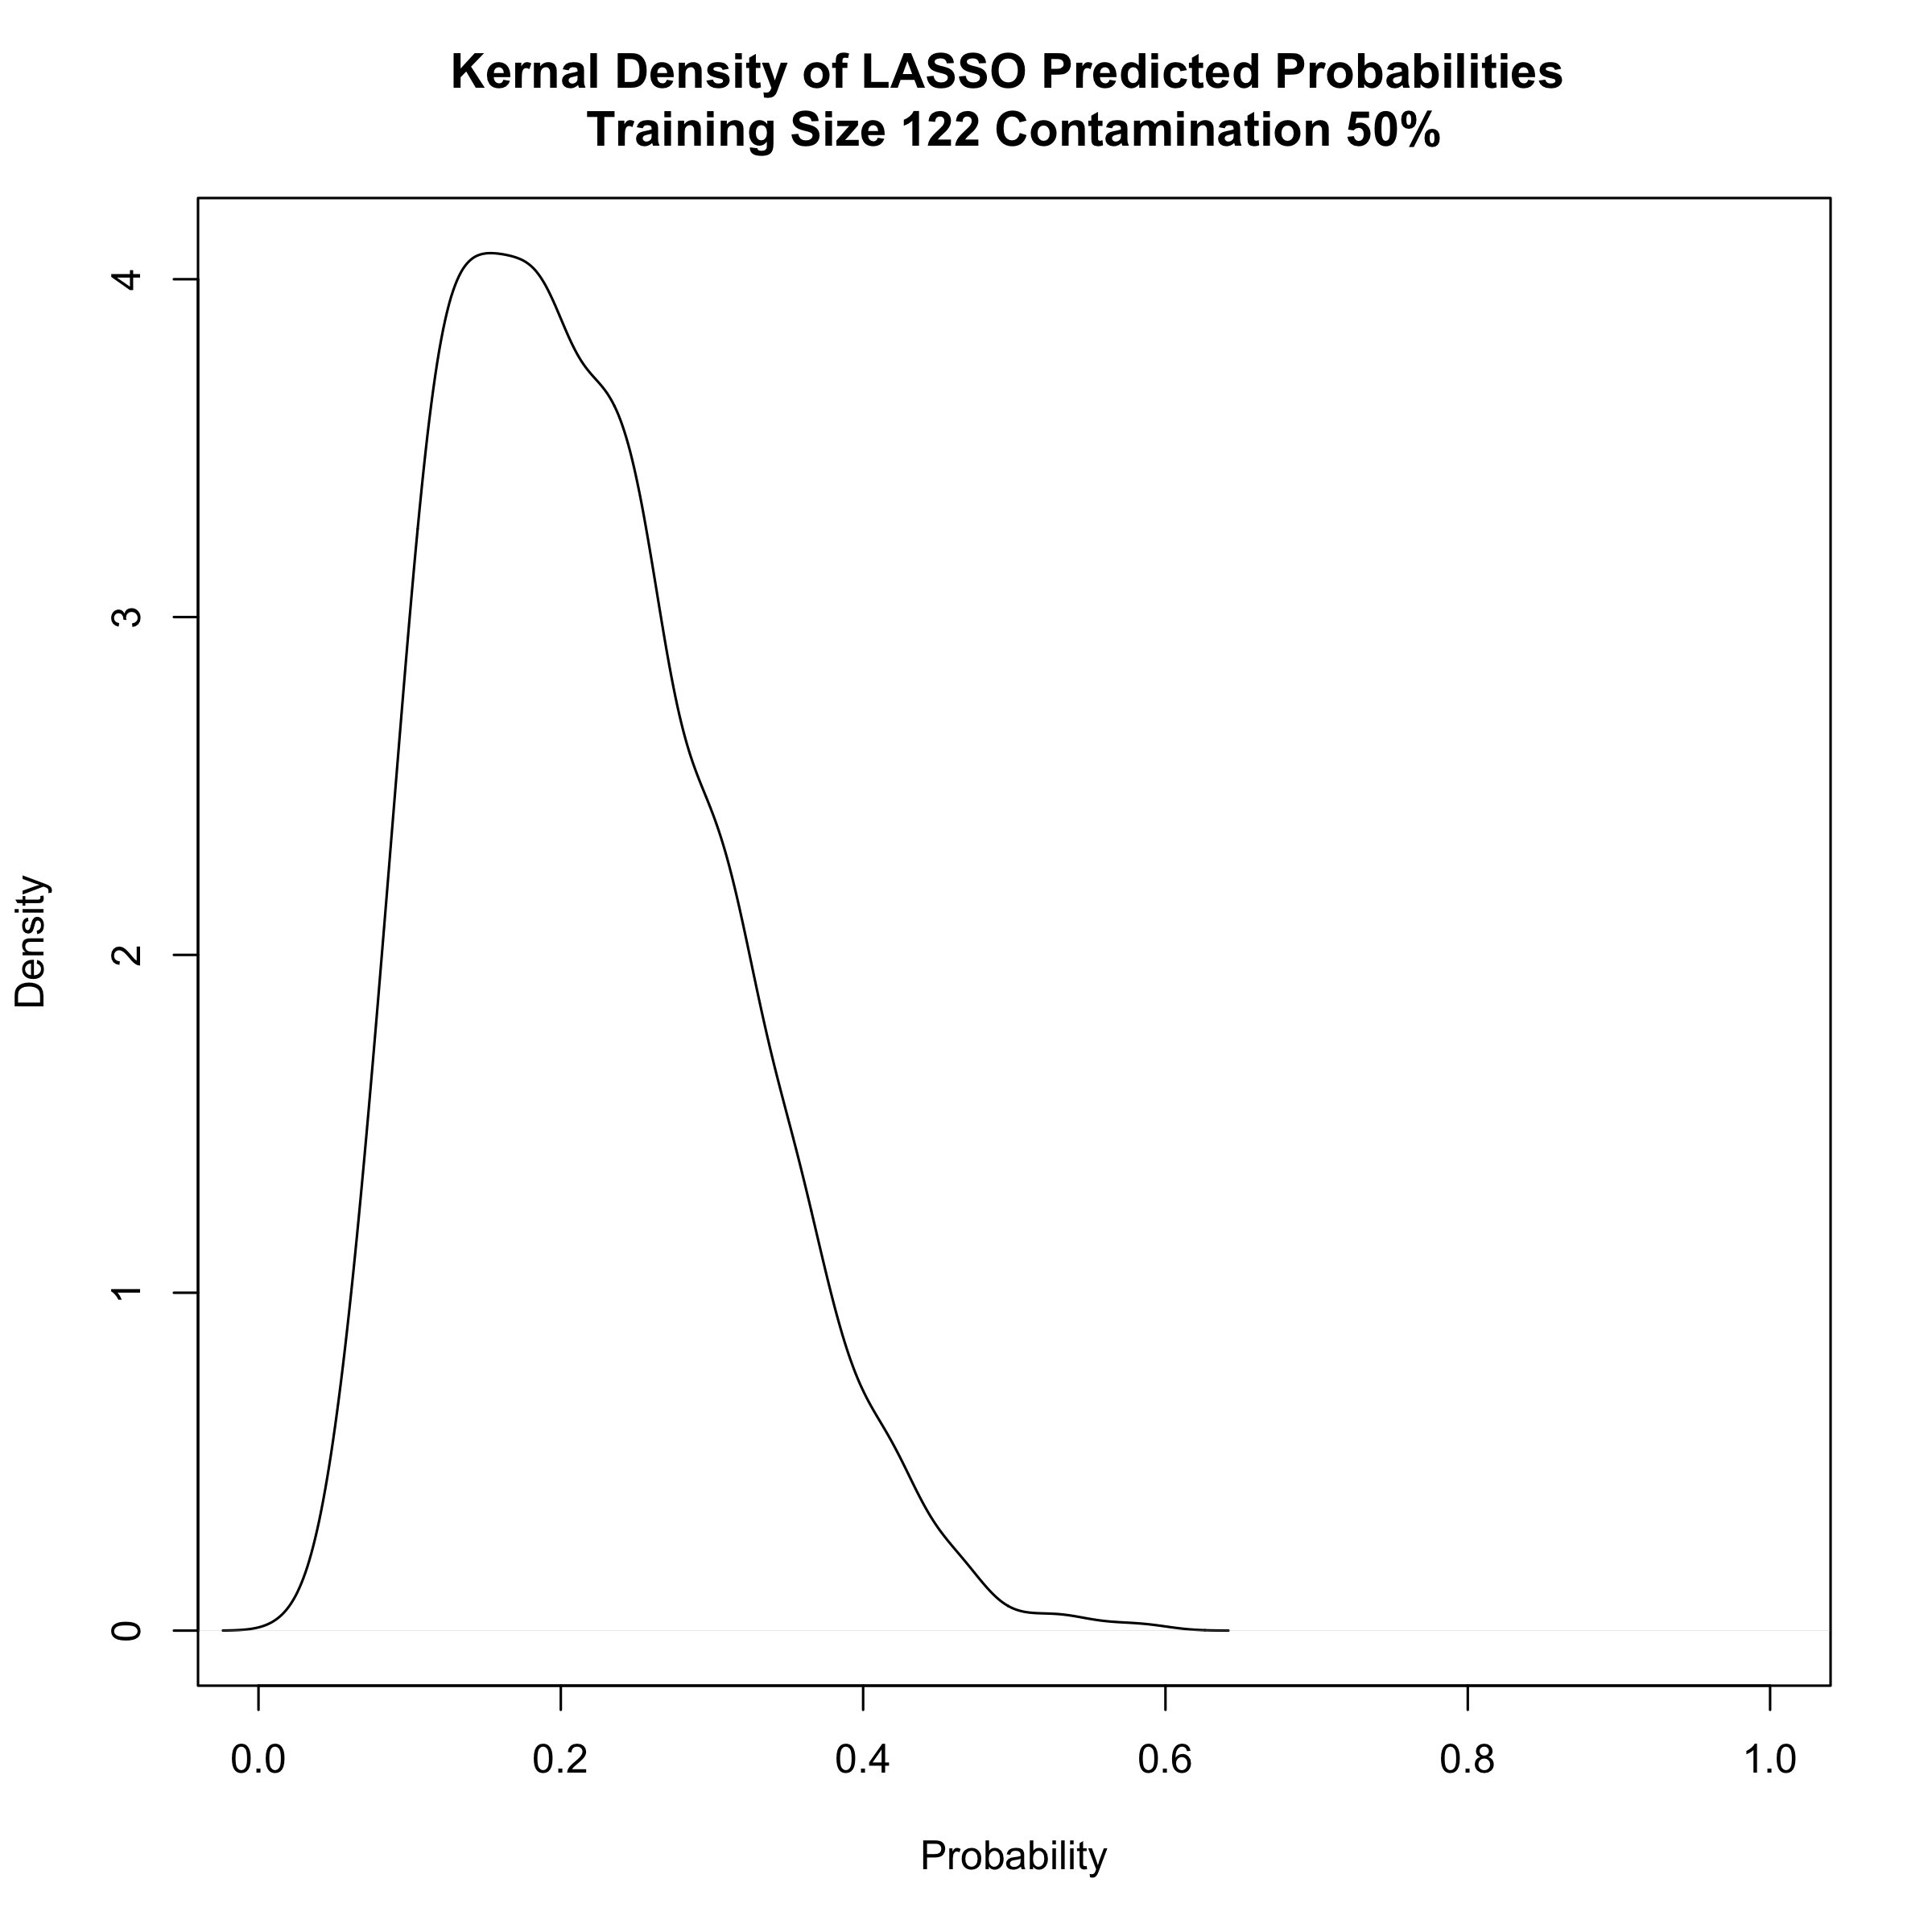 Kernal Density of LASSO Predicted Probabilities
Training Size 122 Contamination 50%
4
3
2
1
0
Density
0.0 0.2 0.4 0.6 0.8 1.0
Probability